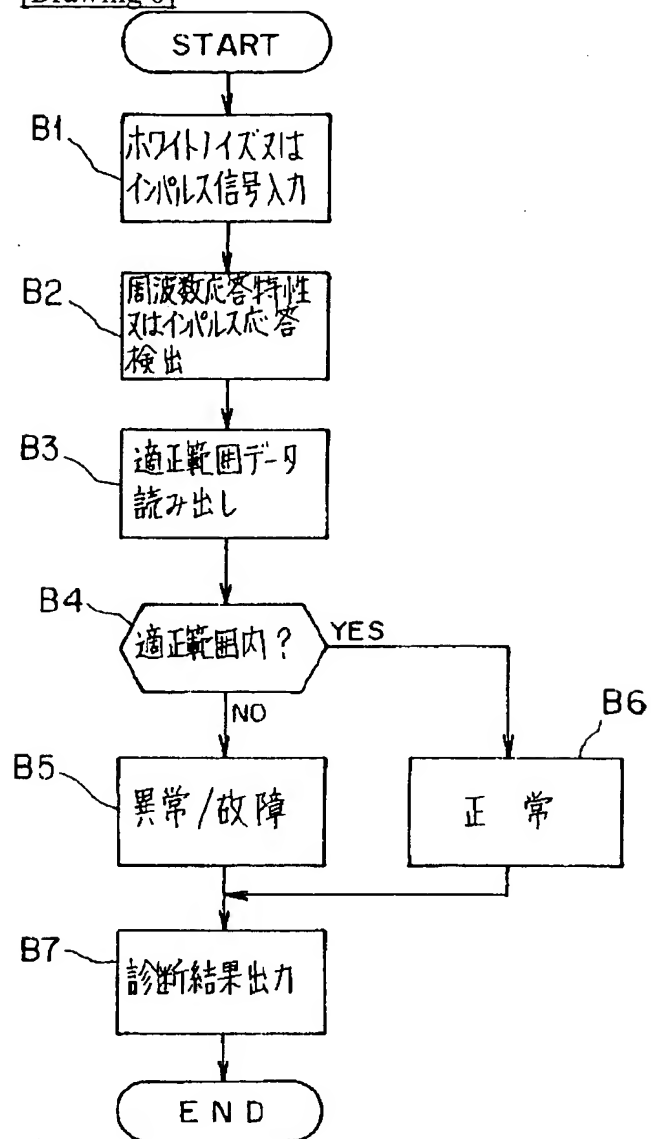 START
B1
ホワイトノイズ又は
インパルス信号入力
B2
周波数応答特性
又はインパルス応答
検出
B3
適正範囲データ
読み出し
B4
適正範囲内?
YES
NO
B5
異常/故障
B6
正常
B7
診断結果出力
END